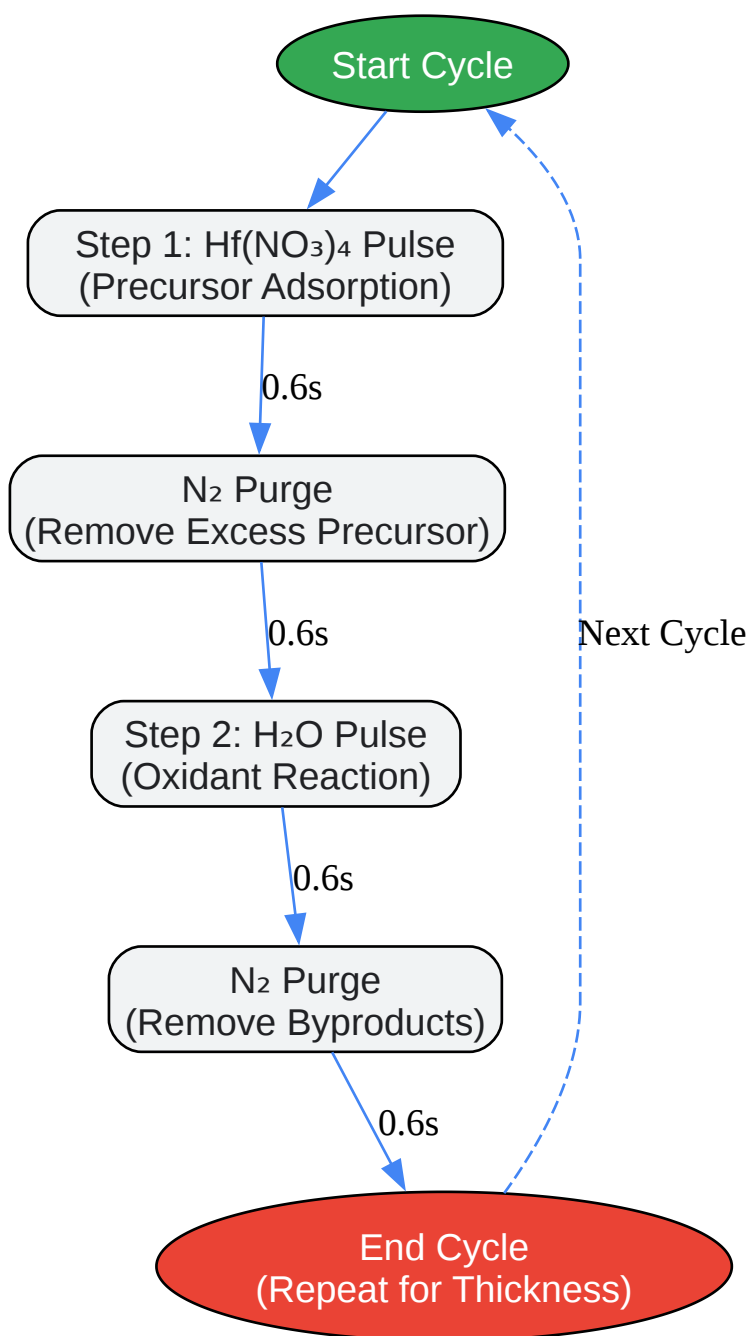 Start Cycle
Step 1: Hf(NO₃)₄ Pulse
(Precursor Adsorption)
0.6s
N₂ Purge
(Remove Excess Precursor)
0.6s
Next Cycle
Step 2: H₂O Pulse
(Oxidant Reaction)
0.6s
N₂ Purge
(Remove Byproducts)
0.6s
End Cycle
(Repeat for Thickness)